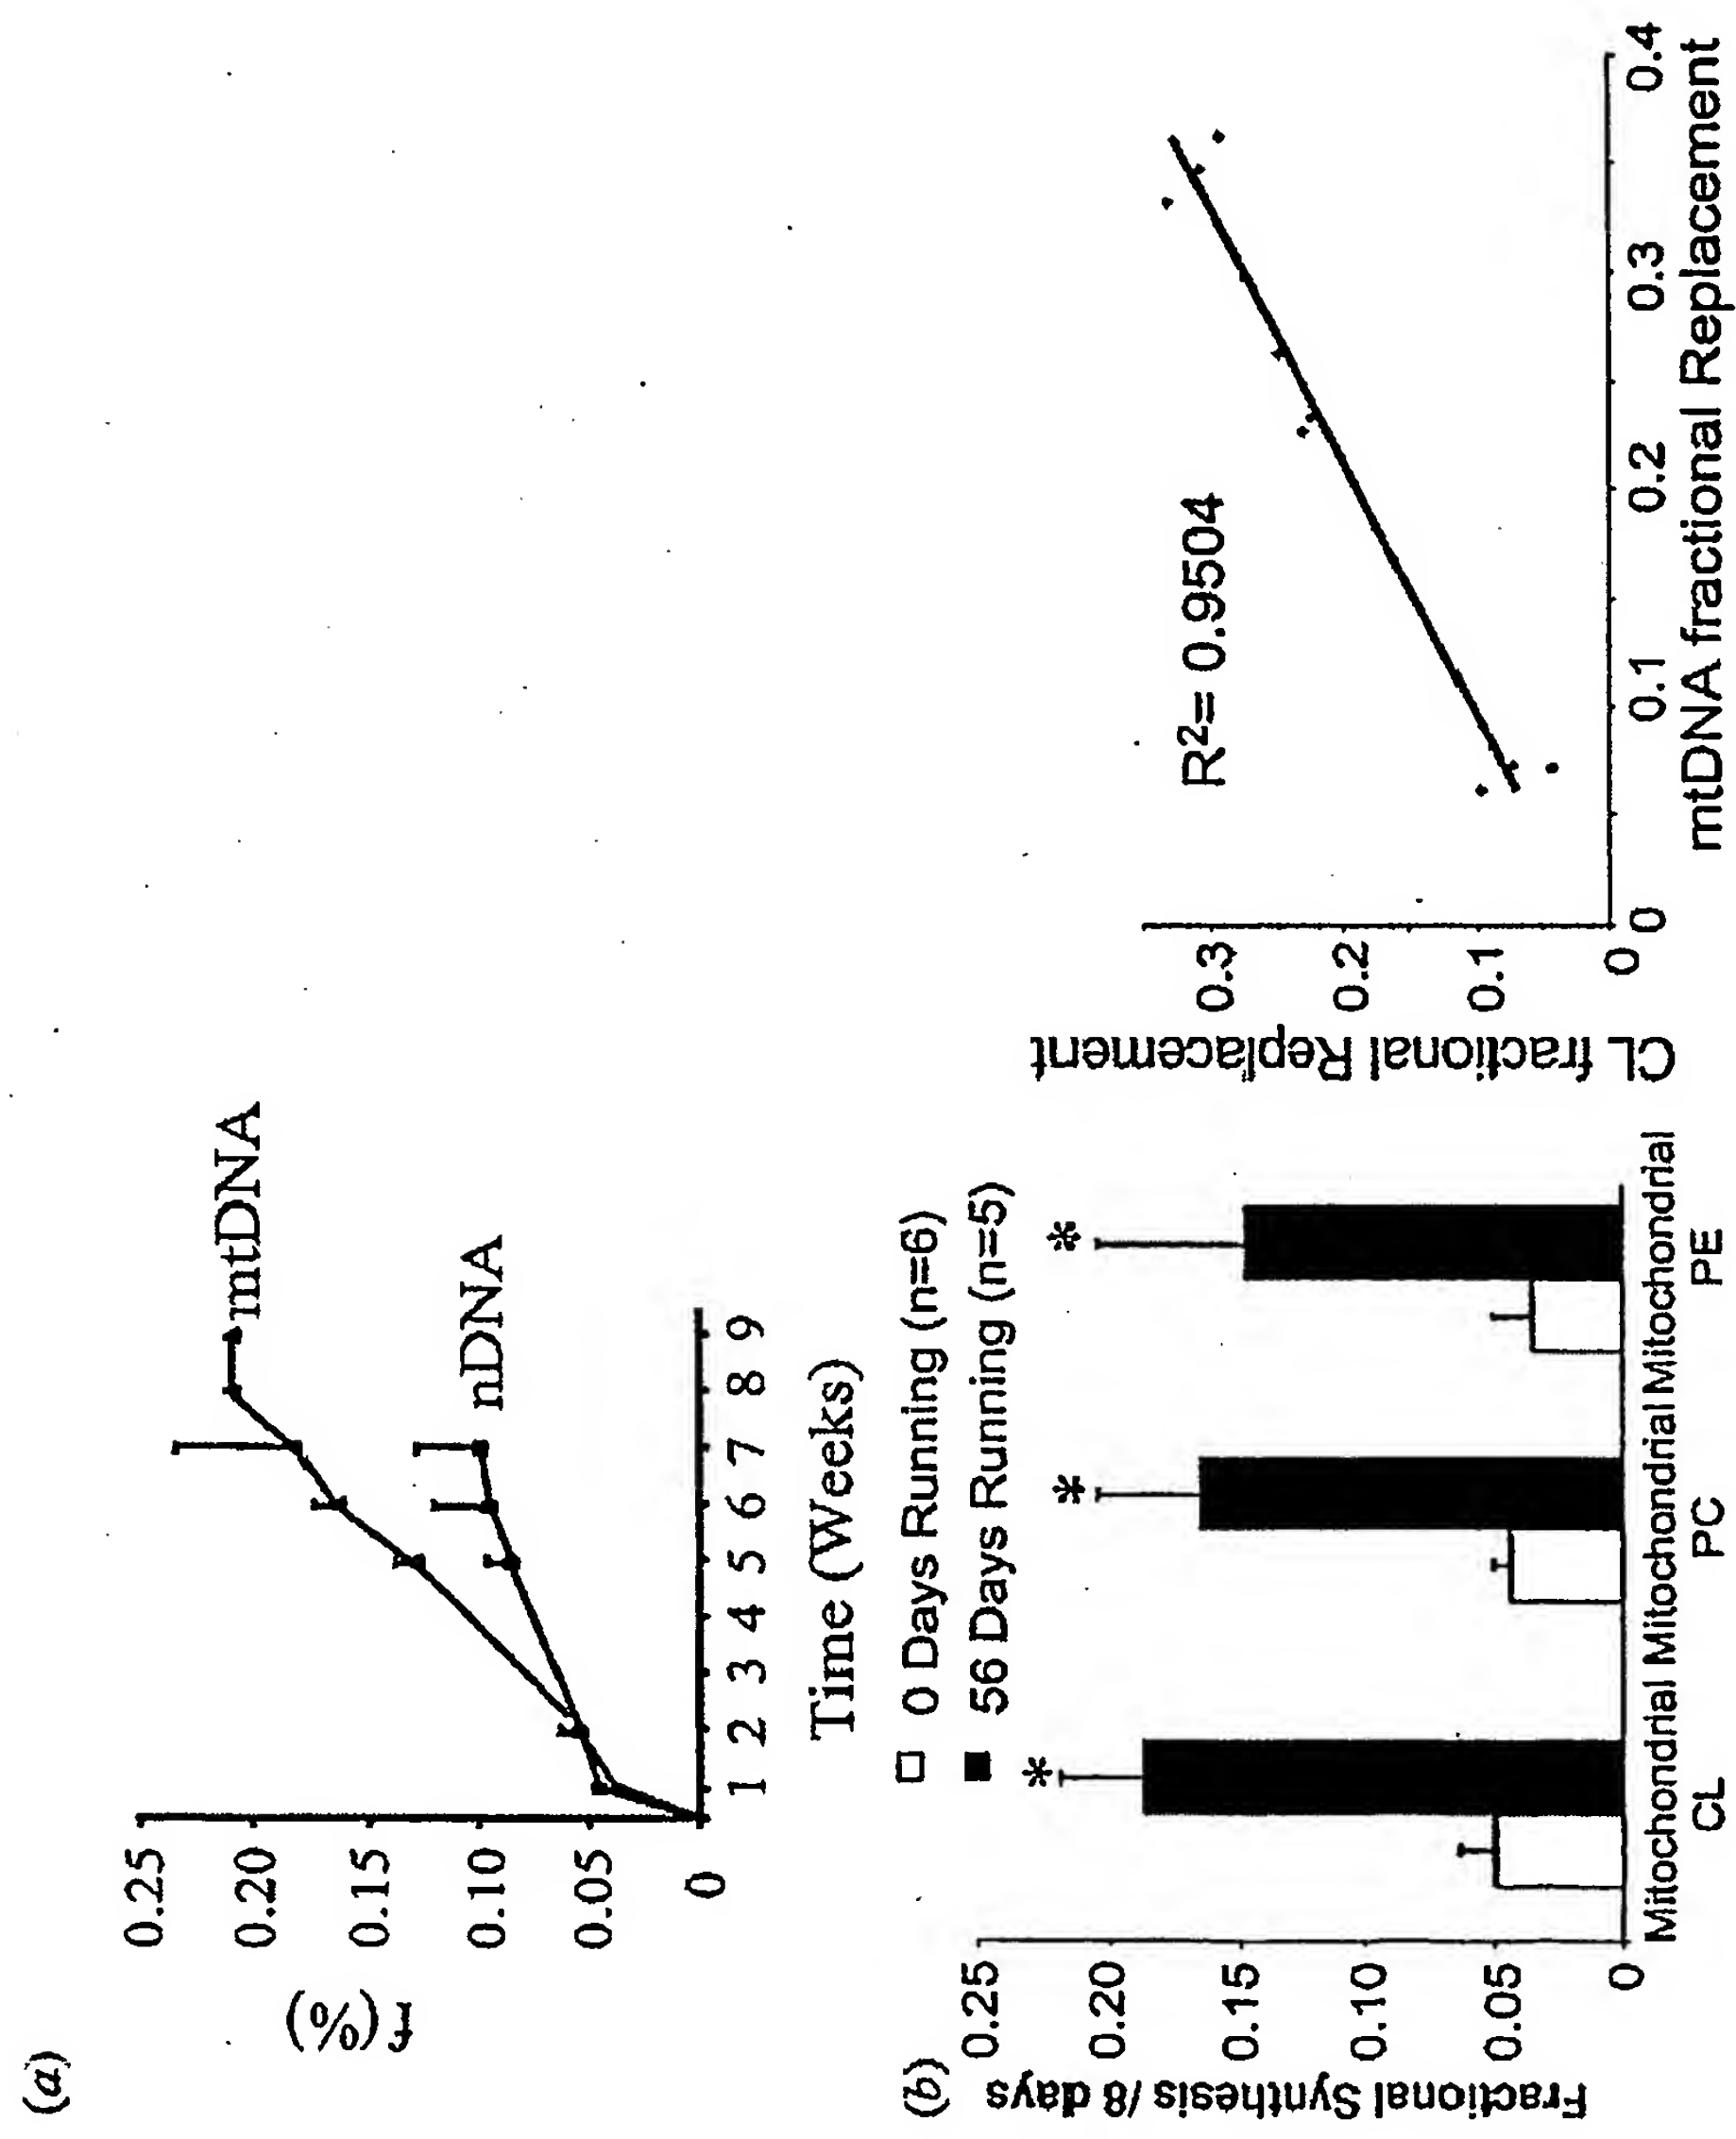 (a)
f (%)
0.25
0.20
0.15
0.10
0.05
0
mtDNA
nDNA
1 2 3 4 5 6 7 8 9
Time (Weeks)
(b)
□ 0 Days Running (n=6)
■ 56 Days Running (n=5)
Fractional Synthesis /8 days
0.25
0.20
0.15
0.10
0.05
0
*
*
*
Mitochondrial Mitochondrial Mitochondrial
CL PC PE
CL fractional Replacement
0.3
0.2
0.1
0
R²= 0.9504
0 0.1 0.2 0.3 0.4
mtDNA fractional Replacement